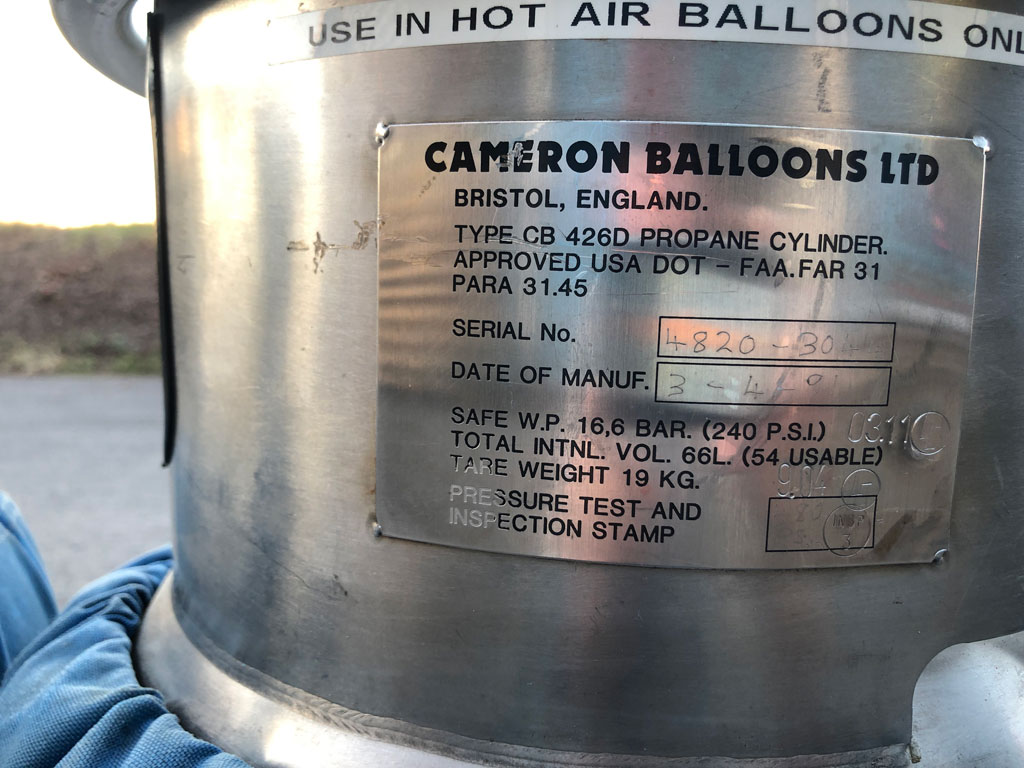 USE IN HOT AIR BALLOONS
CAMERON BALLOONS LTD
BRISTOL, ENGLAND.
TYPE CB 426D PROPANE CYLINDER.
APPROVED USA DOT – FAA.FAR 31
PARA 31.45
SERIAL No.
DATE OF MANUF.
SAFE W.P. 16,6 BAR. (240 P.S.I.) 03.11
TOTAL INTNL. VOL. 66L. (54 USABLE)
TARE WEIGHT 19 KG. 9.04
PRESSURE TEST AND
INSPECTION STAMP